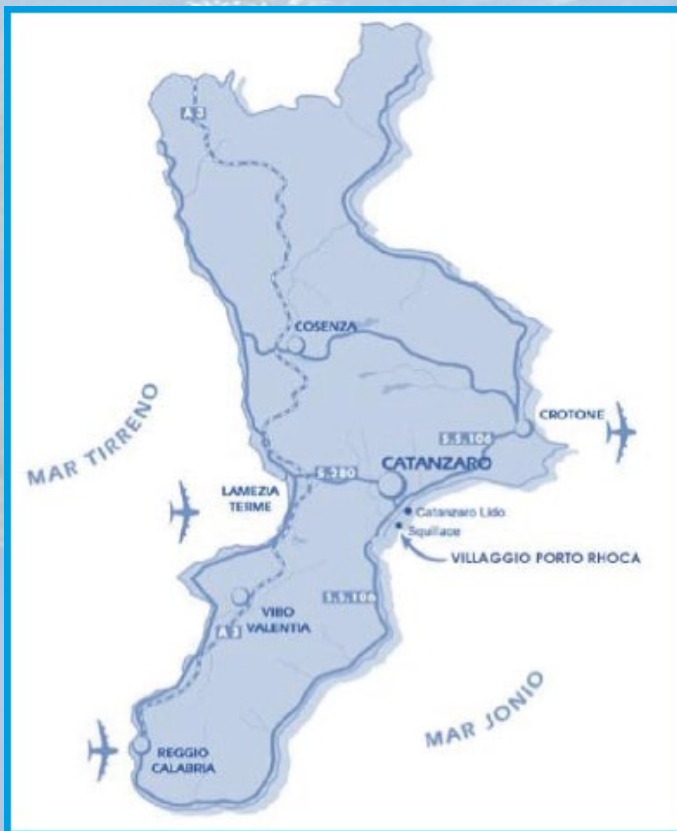 A3
COSENZA
CROTONE
S.S.106
MAR TIRRENO
S.280
CATANZARO
LAMEZIA
TERME
Catanzaro Lido
Squillace
VILLAGGIO PORTO RHOCA
S.S.106
VIBO
VALENTIA
A3
MAR JONIO
REGGIO
CALABRIA